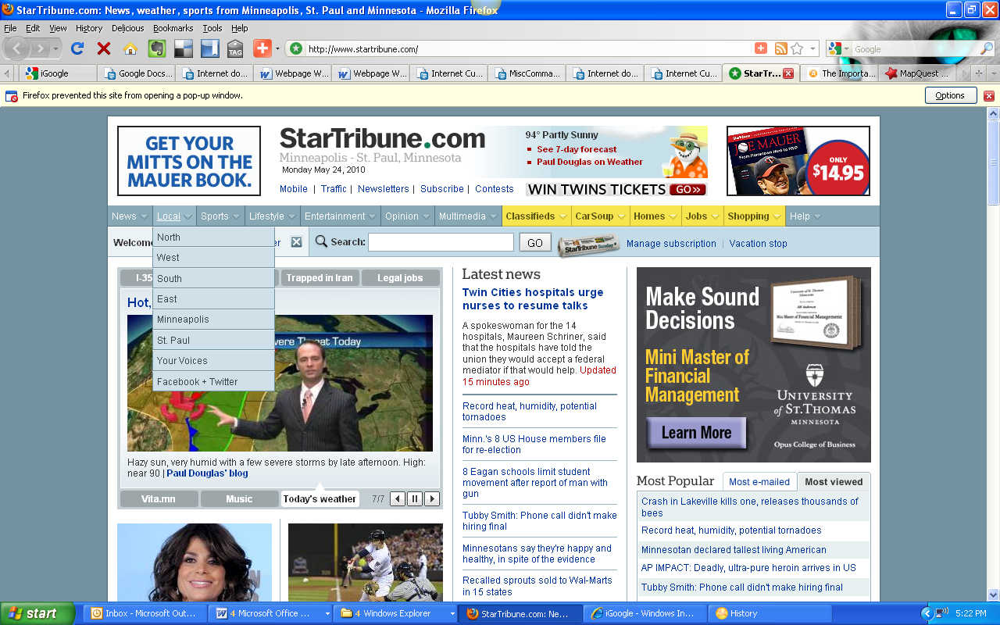 StarTribune.com: News, weather, sports from Minneapolis, St. Paul and Minnesota - Mozilla Firefox
File Edit View History Delicious Bookmarks Tools Help
TAG
http://www.startribune.com/
Google
iGoogle
Google Docs...
Internet do...
Webpage W...
Webpage W...
Internet Cu...
MiscComma...
Internet do...
Internet Cu...
StarTr...
The Importa...
MapQuest ...
Firefox prevented this site from opening a pop-up window.
Options
GET YOUR
MITTS ON THE
MAUER BOOK.
StarTribune.com
Minneapolis - St. Paul, Minnesota
Monday May 24, 2010
94° Partly Sunny
See 7-day forecast
Paul Douglas on Weather
Mobile | Traffic | Newsletters | Subscribe | Contests
WIN TWINS TICKETS GO>>
JOE MAUER
From Hometown Hero to MVP
ONLY
$14.95
News Local Sports Lifestyle Entertainment Opinion Multimedia Classifieds CarSoup Homes Jobs Shopping Help
Search:
GO
StarTribune Sunday
Manage subscription | Vacation stop
North
West
South
East
Minneapolis
St. Paul
Your Voices
Facebook + Twitter
I-35
Trapped in Iran
Legal jobs
Hot,
Threat Today
Hazy sun, very humid with a few severe storms by late afternoon. High:
near 90 | Paul Douglas' blog
Vita.mn
Music
Today's weather
7/7
Latest news
Twin Cities hospitals urge
nurses to resume talks
A spokeswoman for the 14
hospitals, Maureen Schriner, said
that the hospitals have told the
union they would accept a federal
mediator if that would help. Updated
15 minutes ago
Record heat, humidity, potential
tornadoes
Minn.'s 8 US House members file
for re-election
8 Eagan schools limit student
movement after report of man with
gun
Tubby Smith: Phone call didn't make
hiring final
Minnesotans say they're happy and
healthy, in spite of the evidence
Recalled sprouts sold to Wal-Marts
in 15 states
Make Sound
Decisions
Mini Master of
Financial
Management
Learn More
University of St. Thomas
Mini Master of Financial Management
UNIVERSITY
of ST. THOMAS
MINNESOTA
Opus College of Business
Most Popular
Most e-mailed
Most viewed
Crash in Lakeville kills one, releases thousands of
bees
Record heat, humidity, potential tornadoes
Minnesotan declared tallest living American
AP IMPACT: Deadly, ultra-pure heroin arrives in US
Tubby Smith: Phone call didn't make hiring final
start
Inbox - Microsoft Out...
4 Microsoft Office ...
4 Windows Explorer
StarTribune.com: Ne...
iGoogle - Windows In...
History
5:22 PM